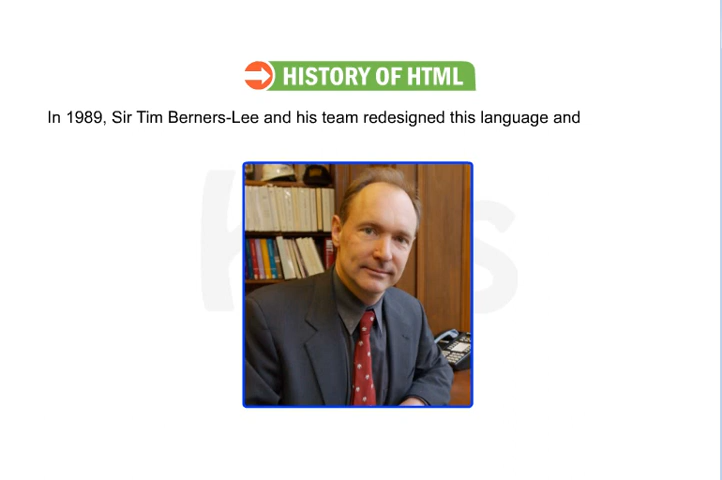 HISTORY OF HTML
In 1989, Sir Tim Berners-Lee and his team redesigned this language and